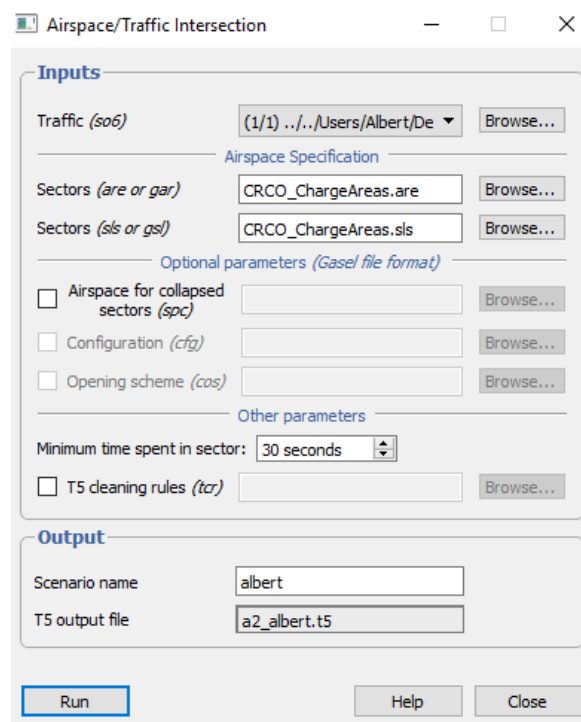 Airspace/Traffic Intersection
Inputs
Traffic (so6) (1/1) ../../Users/Albert/De Browse...
Airspace Specification
Sectors (are or gar) CRCO_ChargeAreas.are Browse...
Sectors (sls or gsl) CRCO_ChargeAreas.sls Browse...
Optional parameters (Gasel file format)
Airspace for collapsed
sectors (spc) Browse...
Configuration (cfg) Browse...
Opening scheme (cos) Browse...
Other parameters
Minimum time spent in sector: 30 seconds
T5 cleaning rules (tcr) Browse...
Output
Scenario name albert
T5 output file a2_albert.t5
Run Help Close